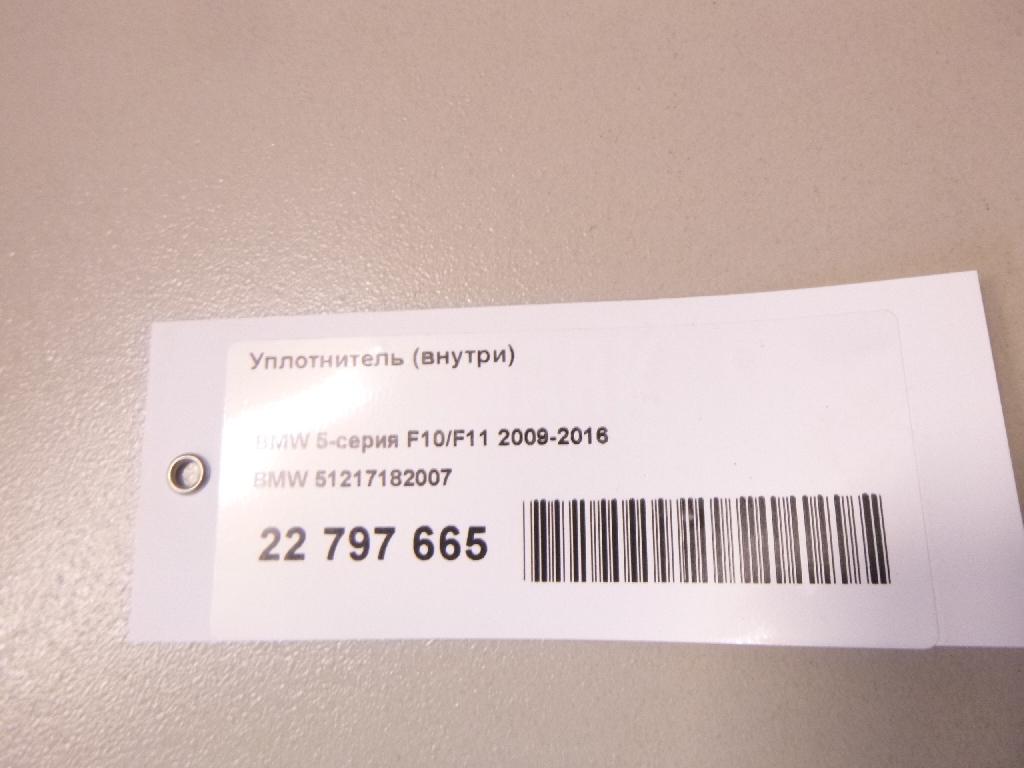 Уплотнитель (внутри)
BMW 5-серия F10/F11 2009-2016
BMW 51217182007
22 797 665